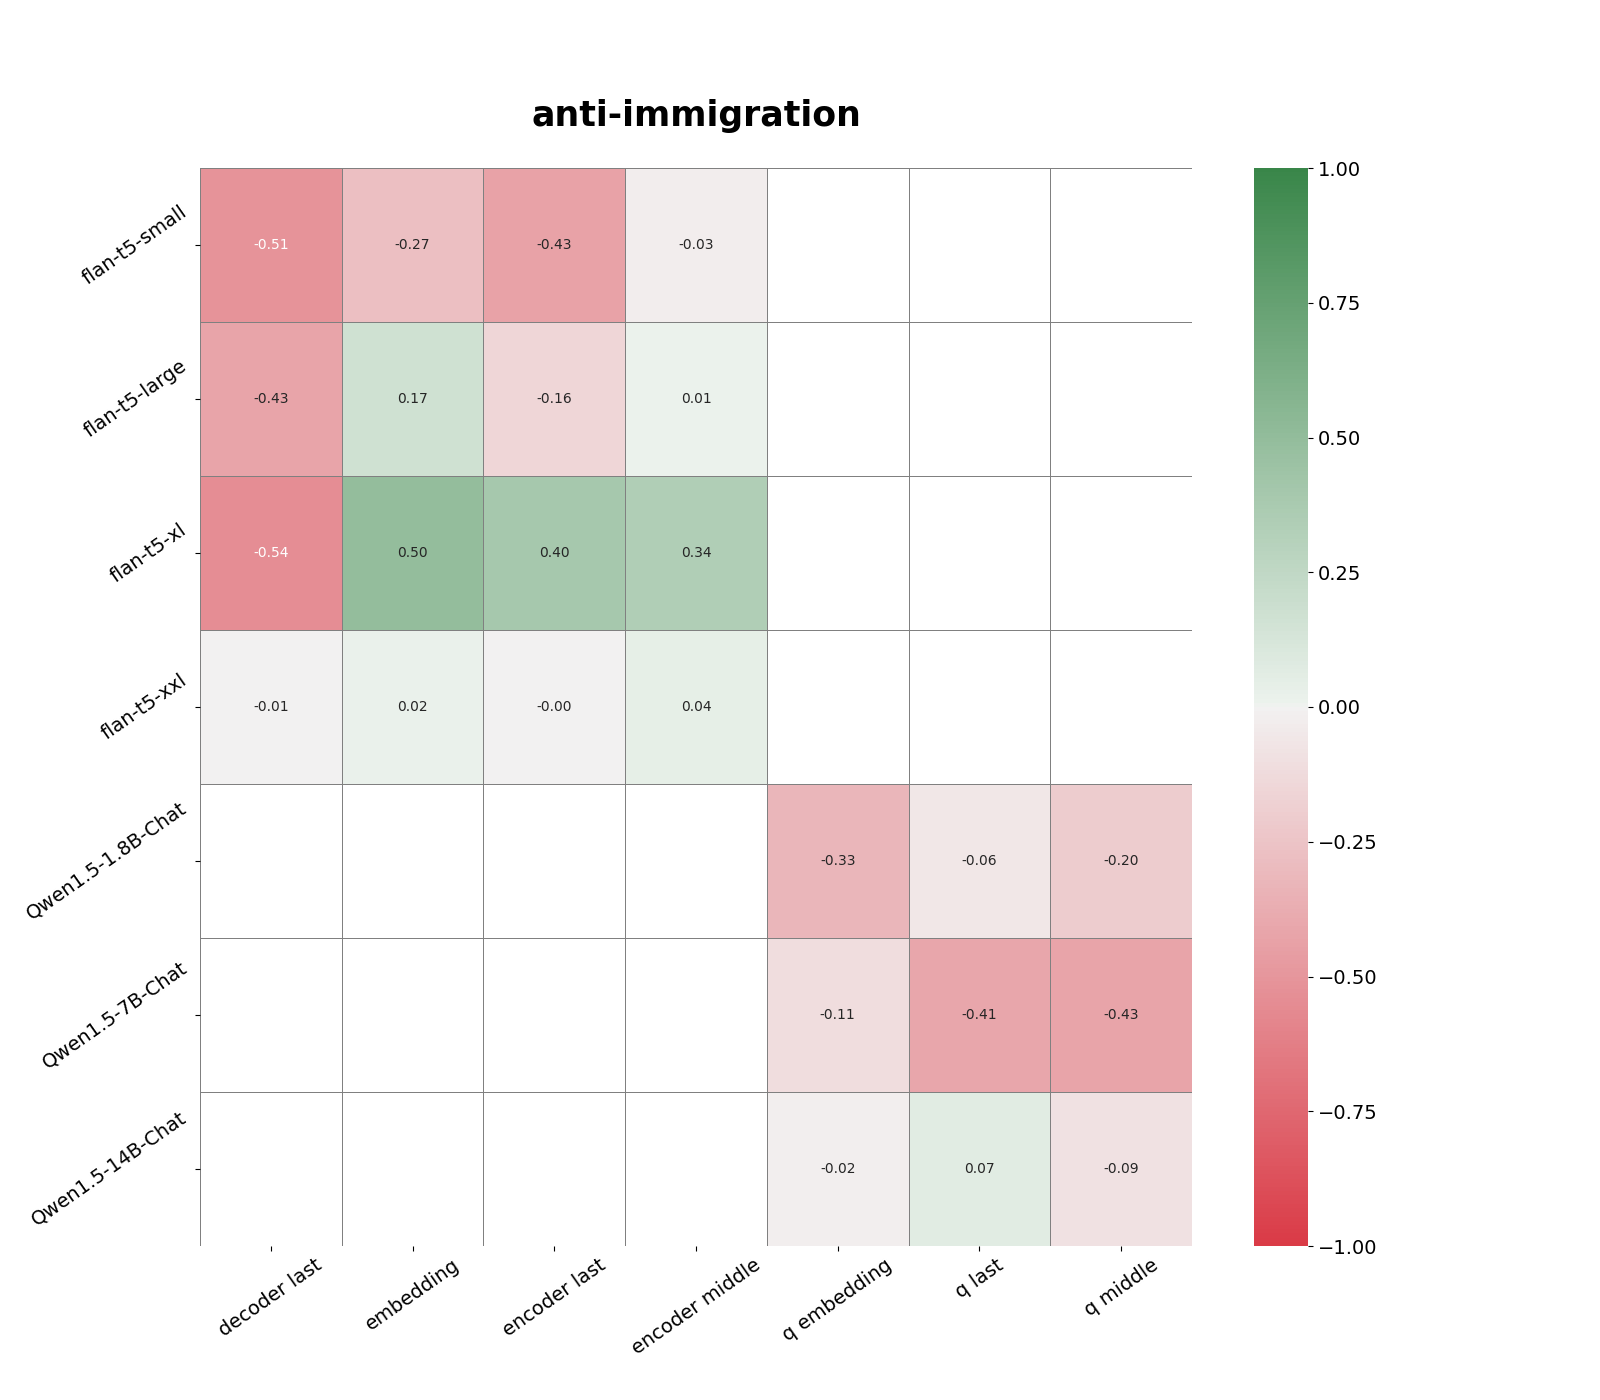 anti-immigration
1.00
flan-t5-small
-0.51 -0.27 -0.43 -0.03
0.75
flan-t5-large
-0.43 0.17 -0.16 0.01
0.50
flan-t5-xl
-0.54 0.50 0.40 0.34
0.25
flan-t5-xxl
-0.01 0.02 -0.00 0.04
0.00
Qwen1.5-1.8B-Chat
-0.33 -0.06 -0.20
−0.25
Qwen1.5-7B-Chat
-0.11 -0.41 -0.43
−0.50
−0.75
Qwen1.5-14B-Chat
-0.02 0.07 -0.09
−1.00
decoder last
embedding
encoder last
encoder middle
q embedding
q last
q middle